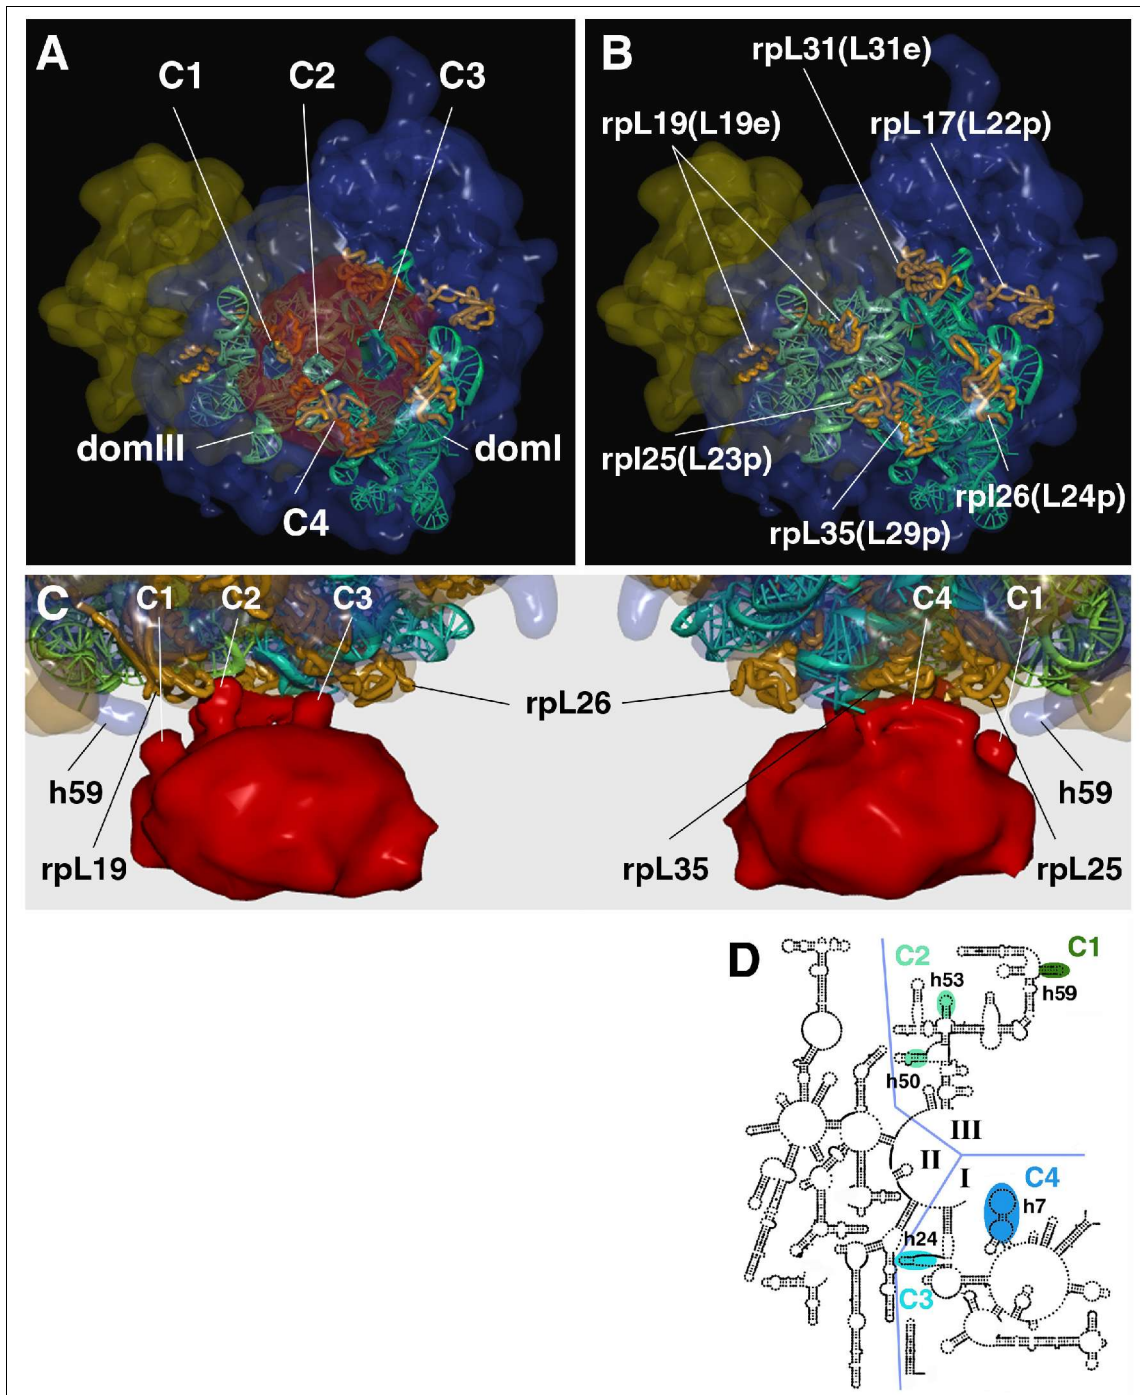 A
C1 C2 C3
domIII domI
C4
B
rpL31(L31e)
rpL19(L19e) rpL17(L22p)
rpl25(L23p)
rpl26(L24p)
rpL35(L29p)
C
C1 C2 C3 C4 C1
rpL26
h59 h59
rpL19 rpL35 rpL25
D
C2 C1
h53
h59
h50
III
II
I C4
h7
h24
C3